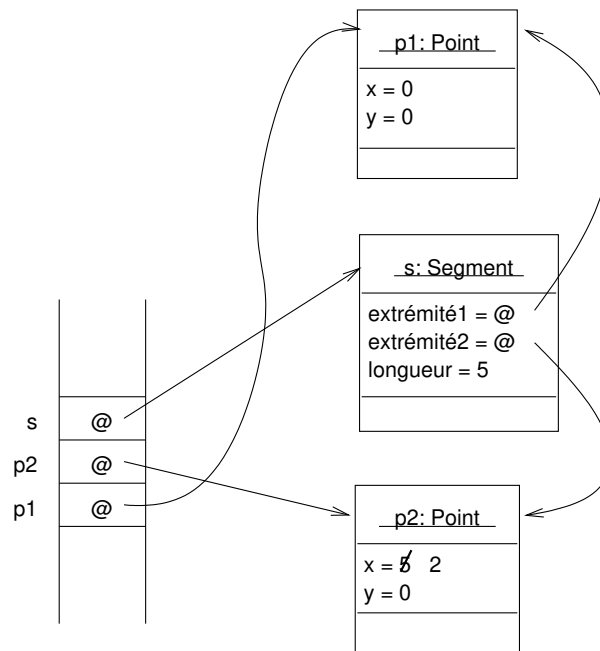 p1: Point
x = 0
y = 0
s: Segment
extrémité1 = @
extrémité2 = @
longueur = 5
s @
p2 @
p1 @
p2: Point
x = 5 2
y = 0